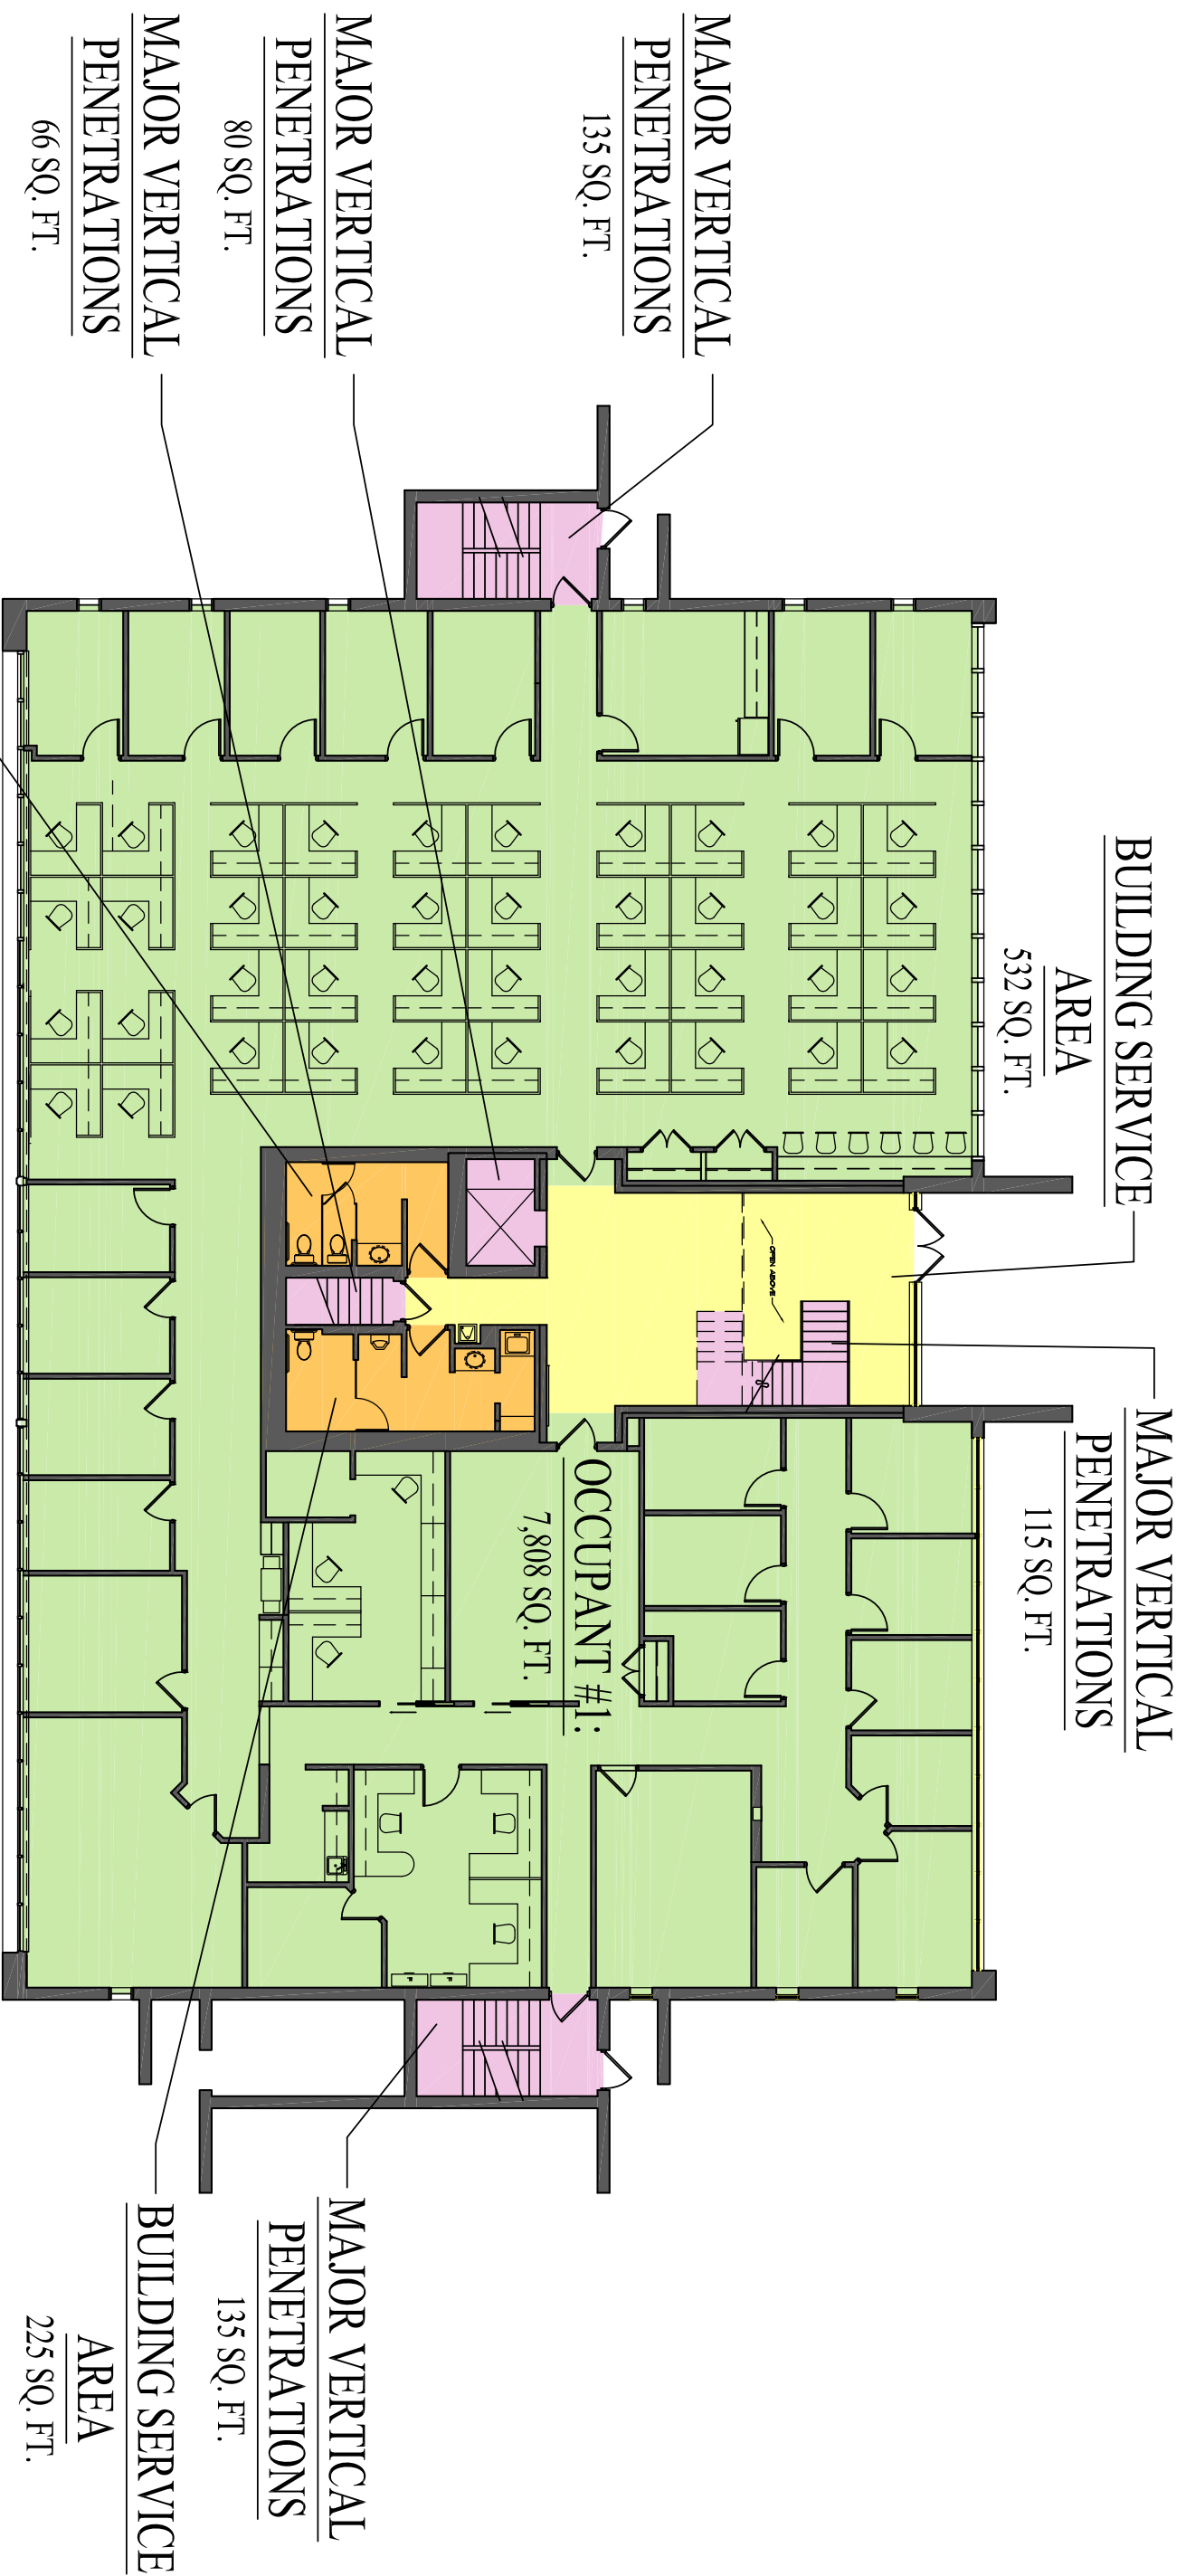 BUILDING SERVICE
AREA
532 SQ. FT.
MAJOR VERTICAL
PENETRATIONS
115 SQ. FT.
MAJOR VERTICAL
PENETRATIONS
135 SQ. FT.
MAJOR VERTICAL
PENETRATIONS
80 SQ. FT.
MAJOR VERTICAL
PENETRATIONS
66 SQ. FT.
OPEN ABOVE
OCCUPANT #1:
7,808 SQ. FT.
MAJOR VERTICAL
PENETRATIONS
135 SQ. FT.
BUILDING SERVICE
AREA
225 SQ. FT.